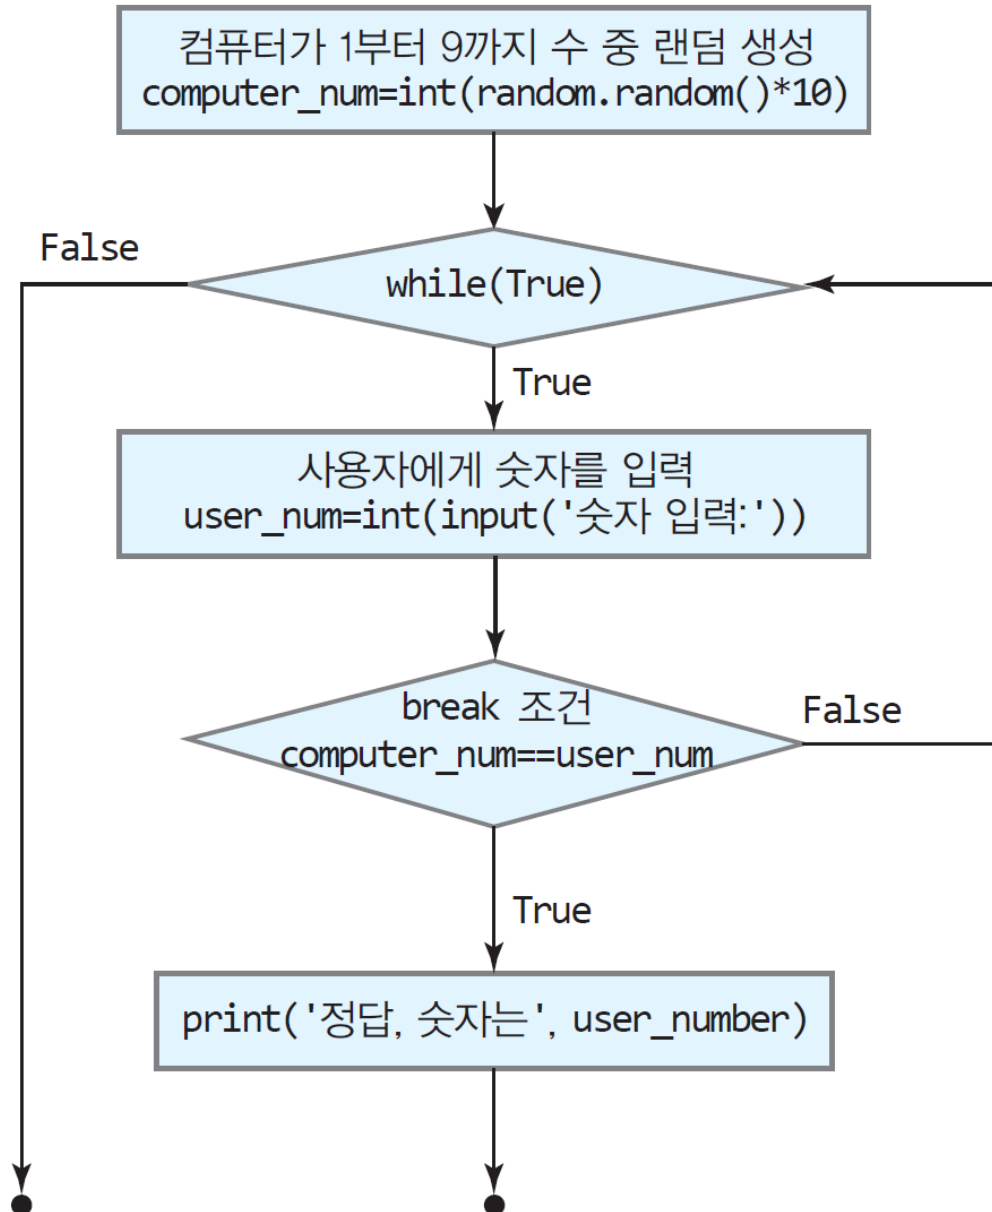 컴퓨터가 1부터 9까지 수 중 랜덤 생성
computer_num=int(random.random()*10)
False
while(True)
True
사용자에게 숫자를 입력
user_num=int(input('숫자 입력:'))
break 조건
False
computer_num==user_num
True
print('정답, 숫자는', user_number)